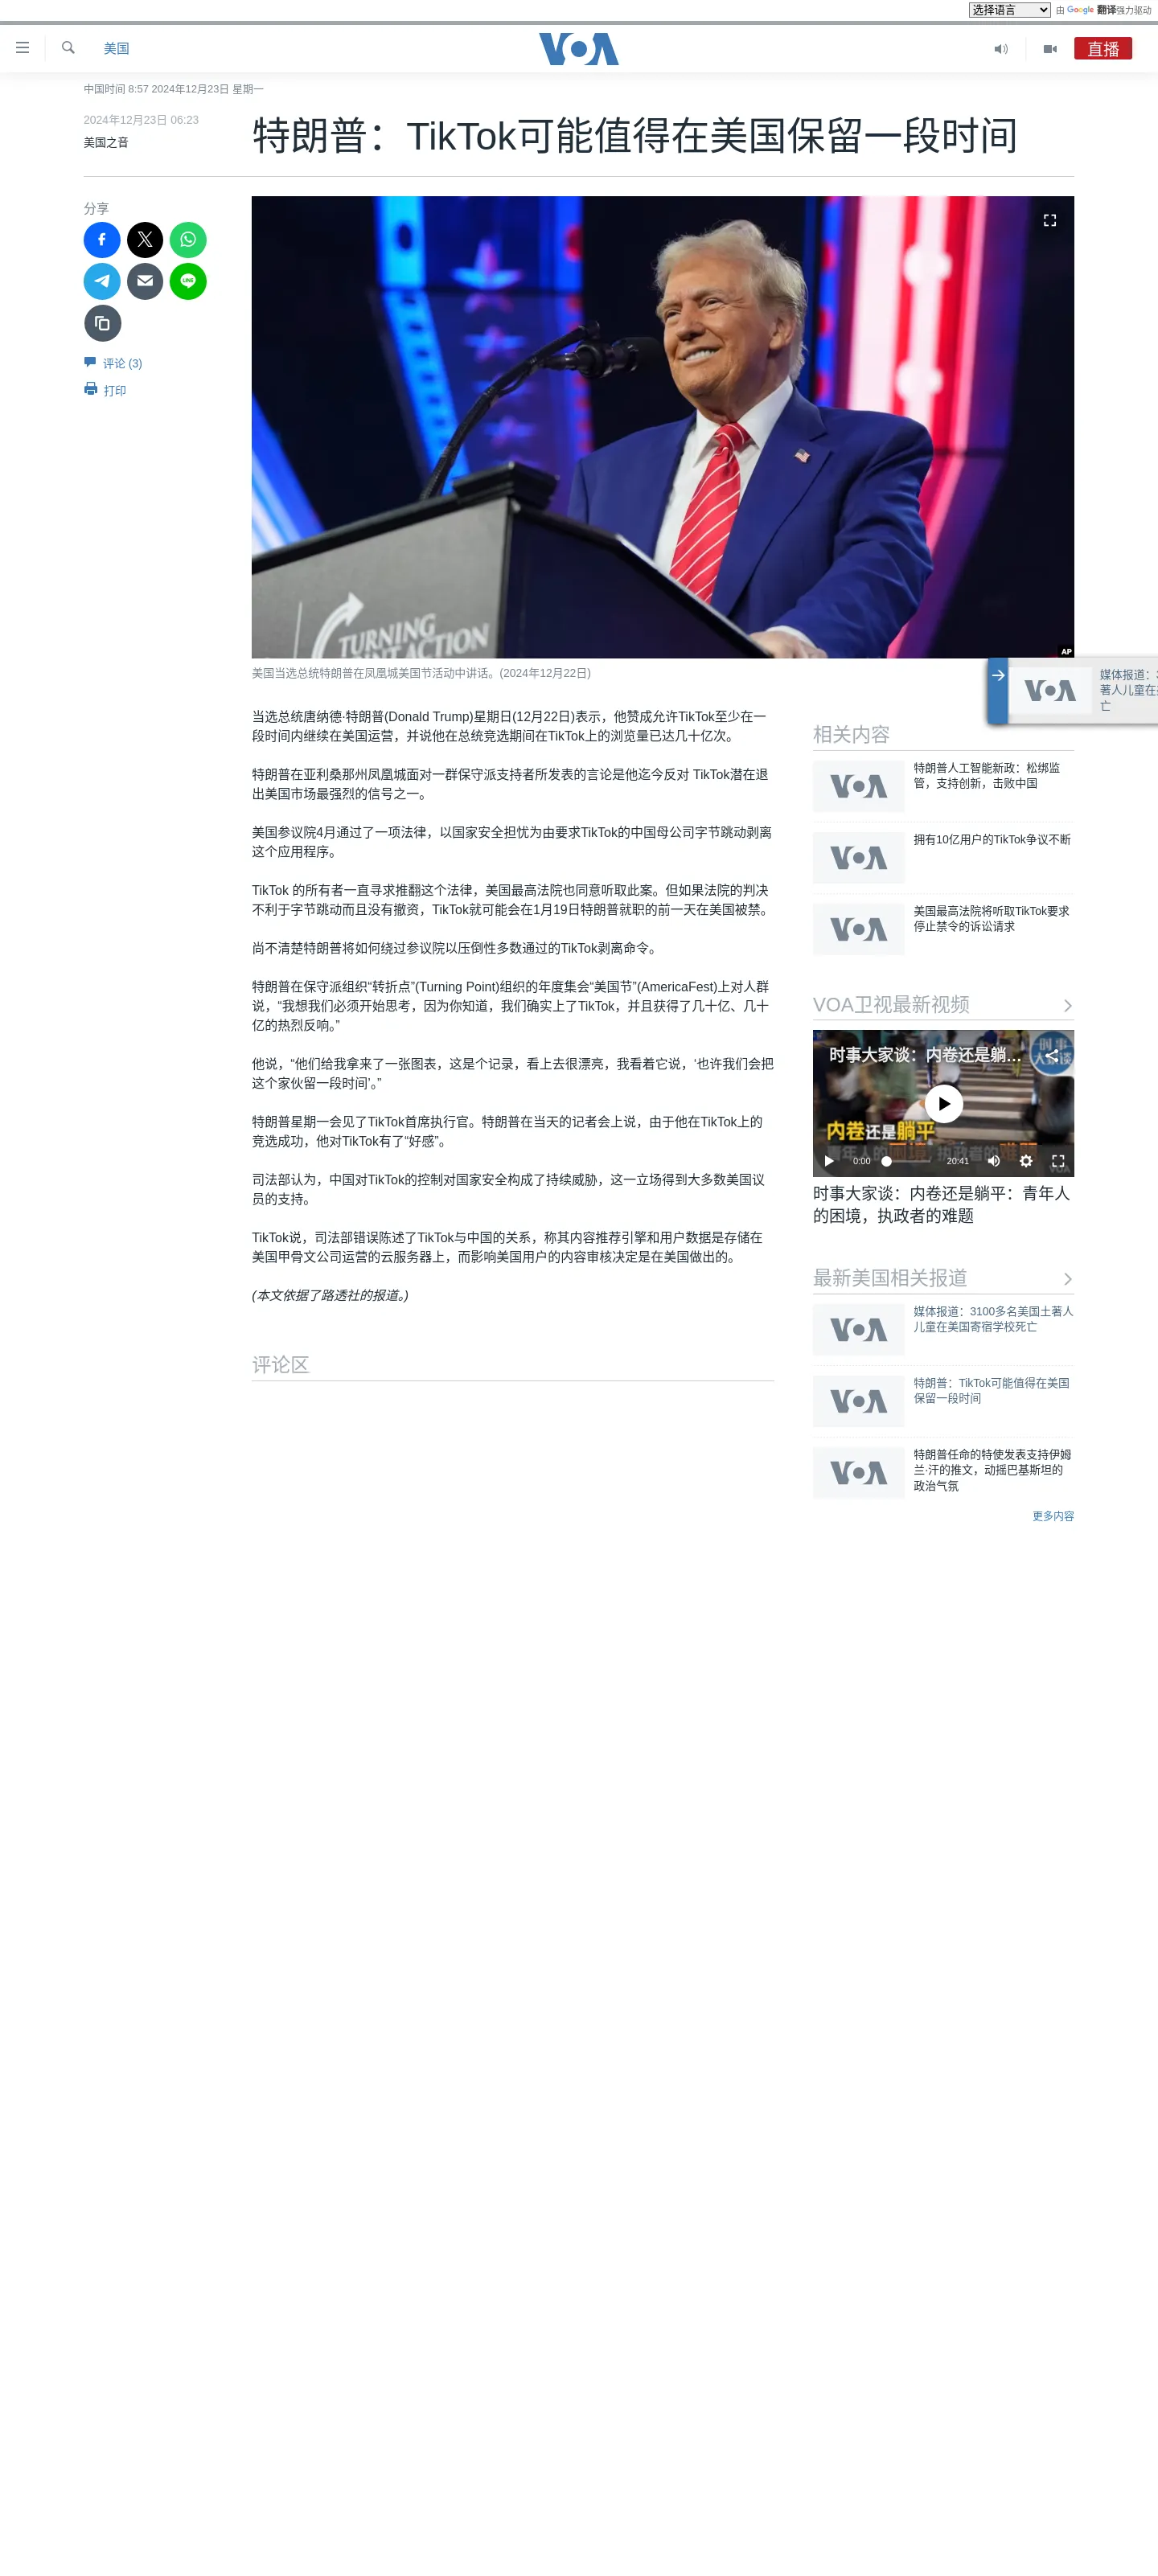 选择语言
由 Google 翻译强力驱动
美国
VOA
直播
中国时间 8:57 2024年12月23日 星期一
2024年12月23日 06:23
美国之音
特朗普：TikTok可能值得在美国保留一段时间
分享
LINE
评论 (3)
打印
TURNING
AP
美国当选总统特朗普在凤凰城美国节活动中讲话。(2024年12月22日)
VOA
媒体报道：
著人儿童在
亡
当选总统唐纳德·特朗普(Donald Trump)星期日(12月22日)表示，他赞成允许TikTok至少在一
段时间内继续在美国运营，并说他在总统竞选期间在TikTok上的浏览量已达几十亿次。
特朗普在亚利桑那州凤凰城面对一群保守派支持者所发表的言论是他迄今反对 TikTok潜在退
出美国市场最强烈的信号之一。
美国参议院4月通过了一项法律，以国家安全担忧为由要求TikTok的中国母公司字节跳动剥离
这个应用程序。
TikTok 的所有者一直寻求推翻这个法律，美国最高法院也同意听取此案。但如果法院的判决
不利于字节跳动而且没有撤资，TikTok就可能会在1月19日特朗普就职的前一天在美国被禁。
尚不清楚特朗普将如何绕过参议院以压倒性多数通过的TikTok剥离命令。
特朗普在保守派组织“转折点”(Turning Point)组织的年度集会“美国节”(AmericaFest)上对人群
说，“我想我们必须开始思考，因为你知道，我们确实上了TikTok，并且获得了几十亿、几十
亿的热烈反响。”
他说，“他们给我拿来了一张图表，这是个记录，看上去很漂亮，我看着它说，‘也许我们会把
这个家伙留一段时间’。”
特朗普星期一会见了TikTok首席执行官。特朗普在当天的记者会上说，由于他在TikTok上的
竞选成功，他对TikTok有了“好感”。
司法部认为，中国对TikTok的控制对国家安全构成了持续威胁，这一立场得到大多数美国议
员的支持。
TikTok说，司法部错误陈述了TikTok与中国的关系，称其内容推荐引擎和用户数据是存储在
美国甲骨文公司运营的云服务器上，而影响美国用户的内容审核决定是在美国做出的。
(本文依据了路透社的报道。)
评论区
相关内容
VOA
特朗普人工智能新政：松绑监
管，支持创新，击败中国
VOA
拥有10亿用户的TikTok争议不断
VOA
美国最高法院将听取TikTok要求
停止禁令的诉讼请求
VOA卫视最新视频
时事大家谈：内卷还是躺...
内卷还是躺平
0:00
20:41
时事大家谈：内卷还是躺平：青年人
的困境，执政者的难题
最新美国相关报道
VOA
媒体报道：3100多名美国土著人
儿童在美国寄宿学校死亡
VOA
特朗普：TikTok可能值得在美国
保留一段时间
VOA
特朗普任命的特使发表支持伊姆
兰·汗的推文，动摇巴基斯坦的
政治气氛
更多内容